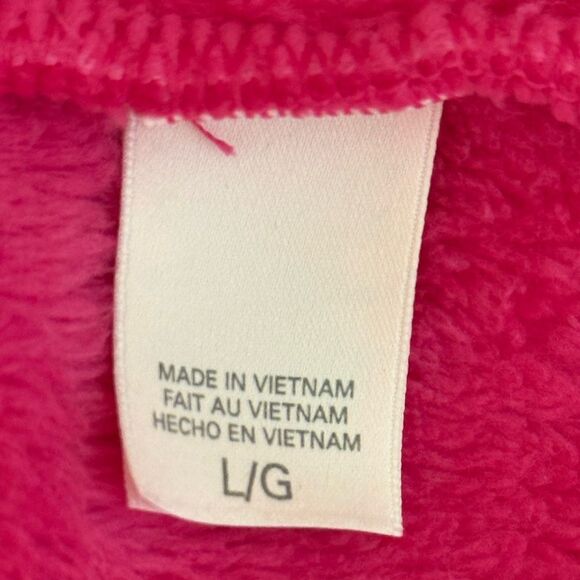 MADE IN VIETNAM
FAIT AU VIETNAM
HECHO EN VIETNAM
L/G